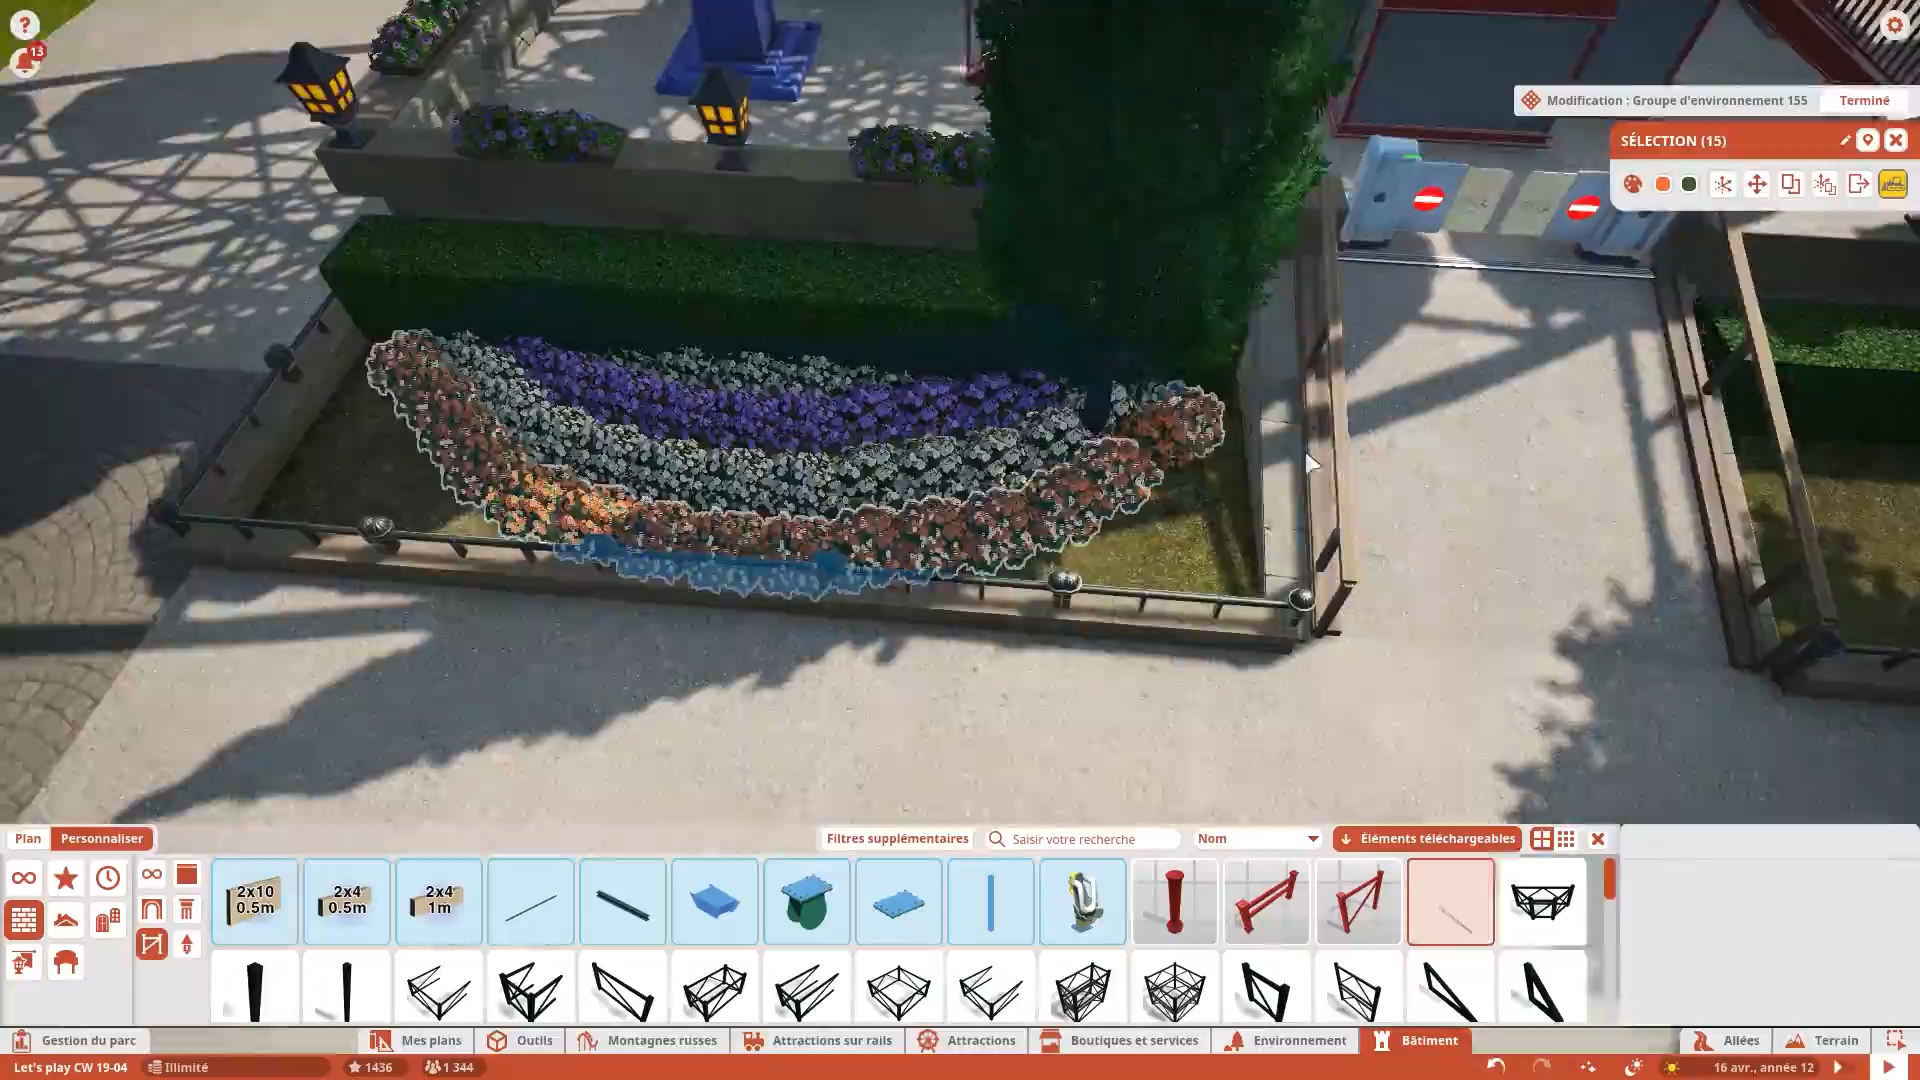 ?
13
Modification : Groupe d'environnement 155
Terminé
SÉLECTION (15)
Plan
Personnaliser
Filtres supplémentaires
Saisir votre recherche
Nom
Éléments téléchargeables
2x10
0.5m
2x4
0.5m
2x4
1m
Gestion du parc
Mes plans
Outils
Montagnes russes
Attractions sur rails
Attractions
Boutiques et services
Environnement
Bâtiment
Allées
Terrain
Let's play CW 19-04
Illimité
1436
1 344
16 avr., année 12